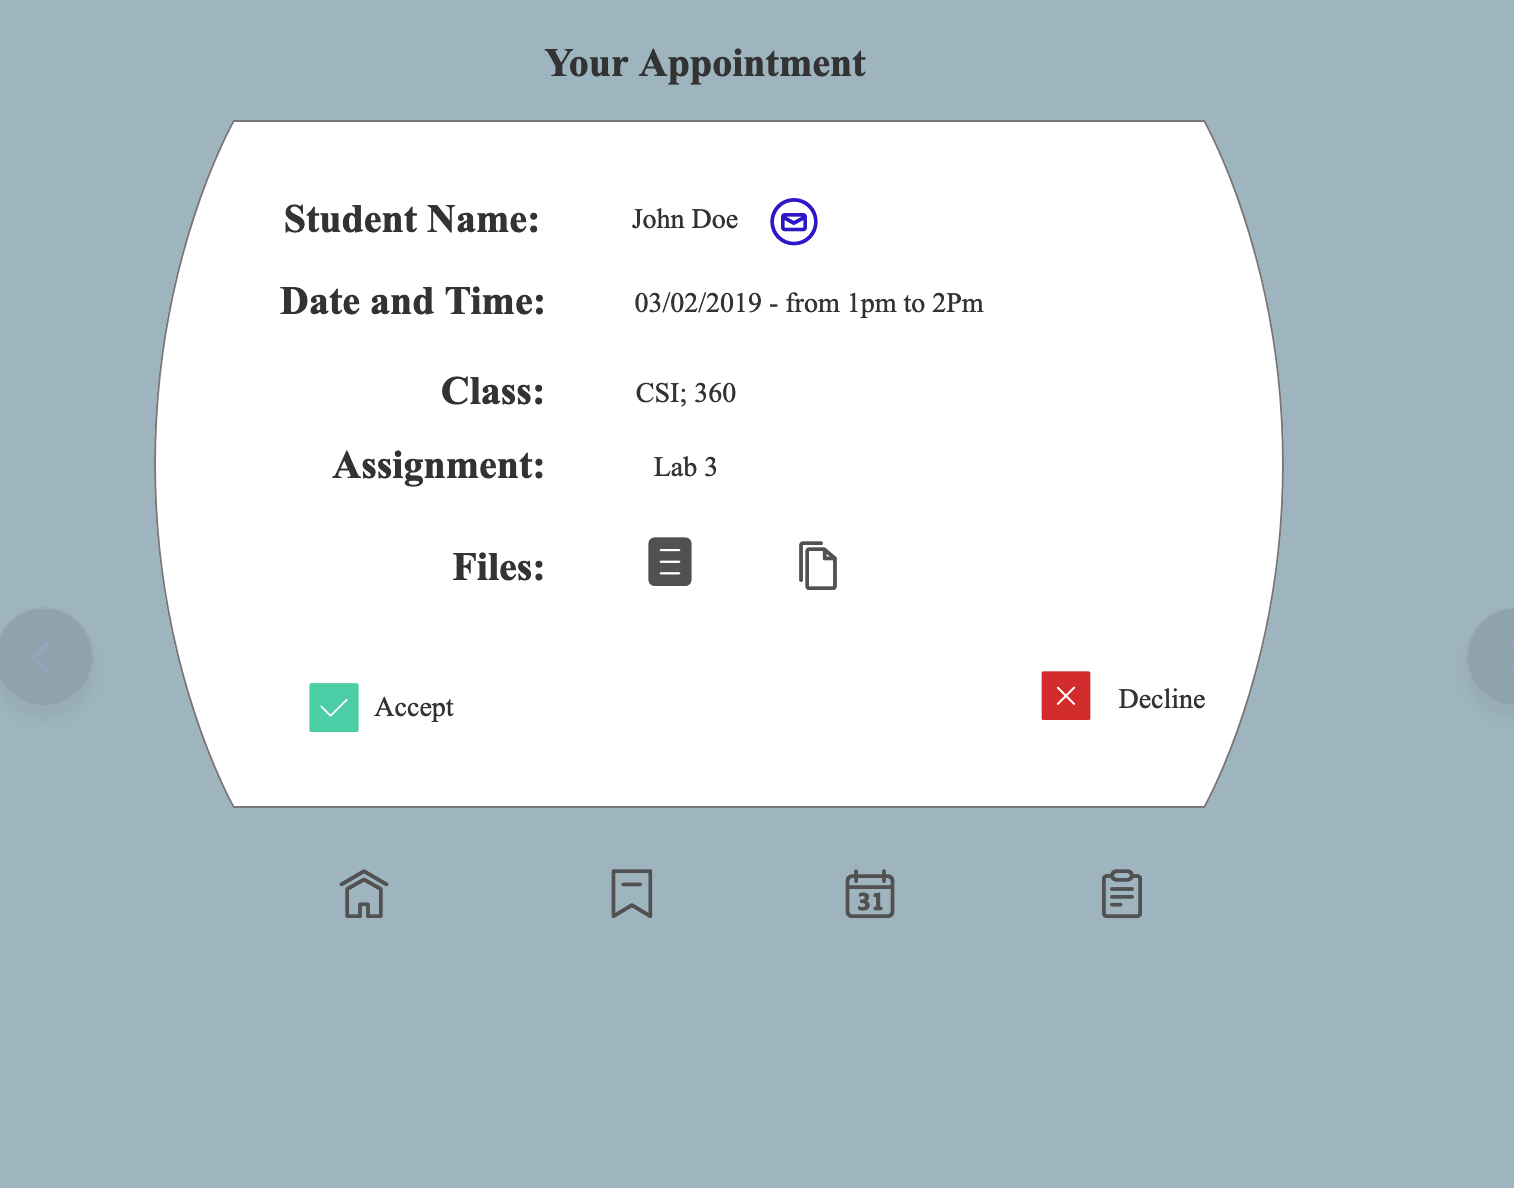 Your Appointment
Student Name: John Doe
Date and Time: 03/02/2019 - from 1pm to 2Pm
Class: CSI; 360
Assignment: Lab 3
Files:
Accept Decline
31